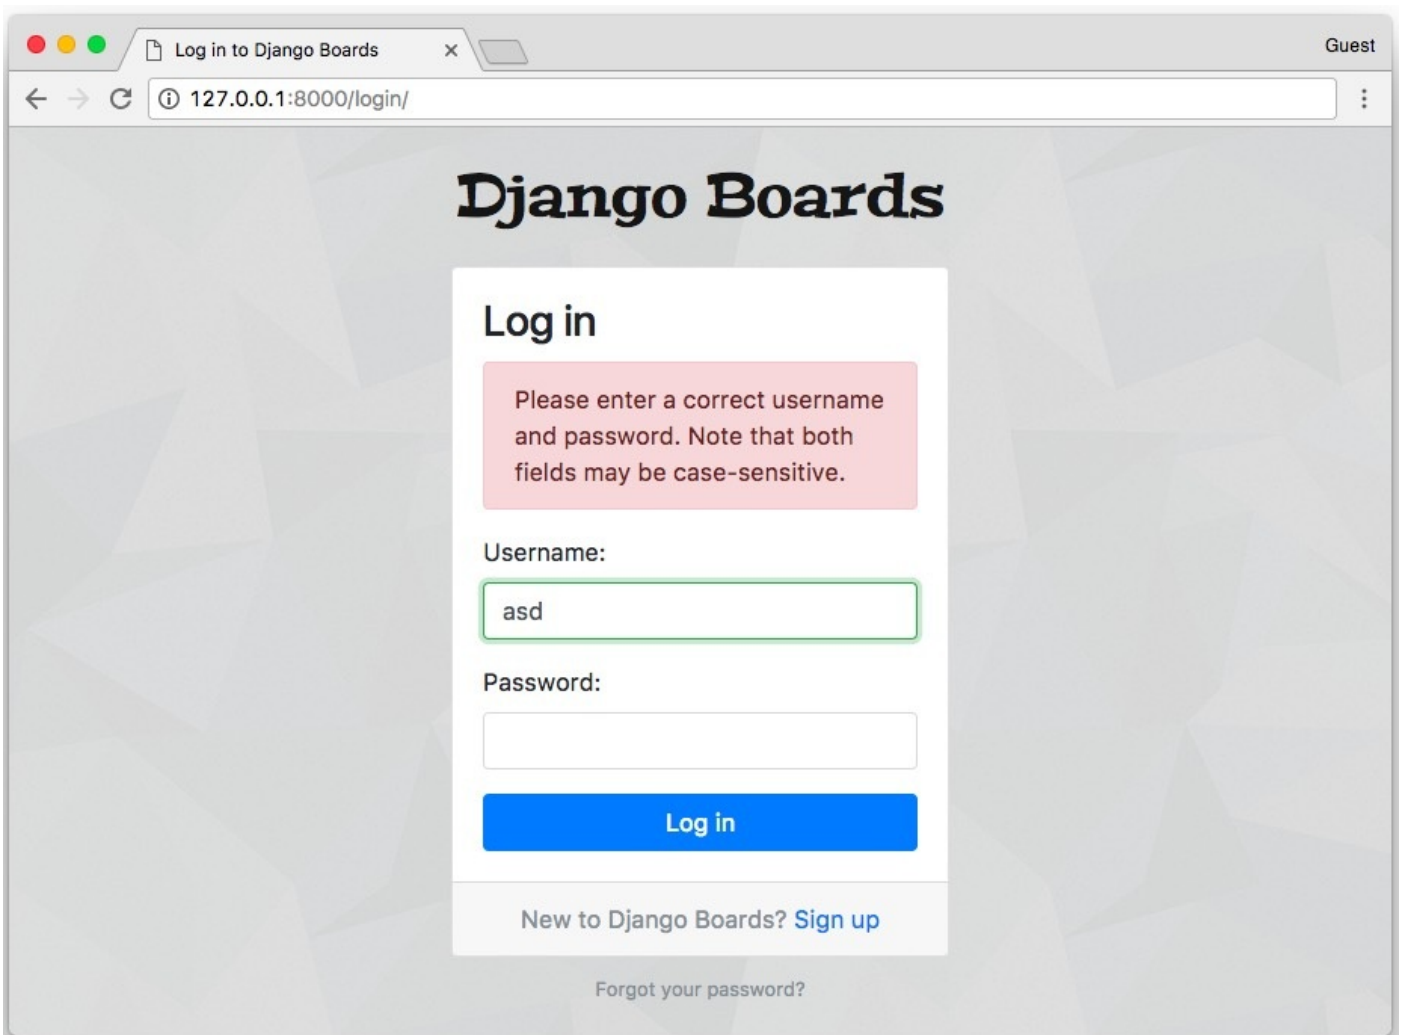 Log in to Django Boards
Guest
127.0.0.1:8000/login/
Django Boards
Log in
Please enter a correct username
and password. Note that both
fields may be case-sensitive.
Username:
asd
Password:
Log in
New to Django Boards? Sign up
Forgot your password?